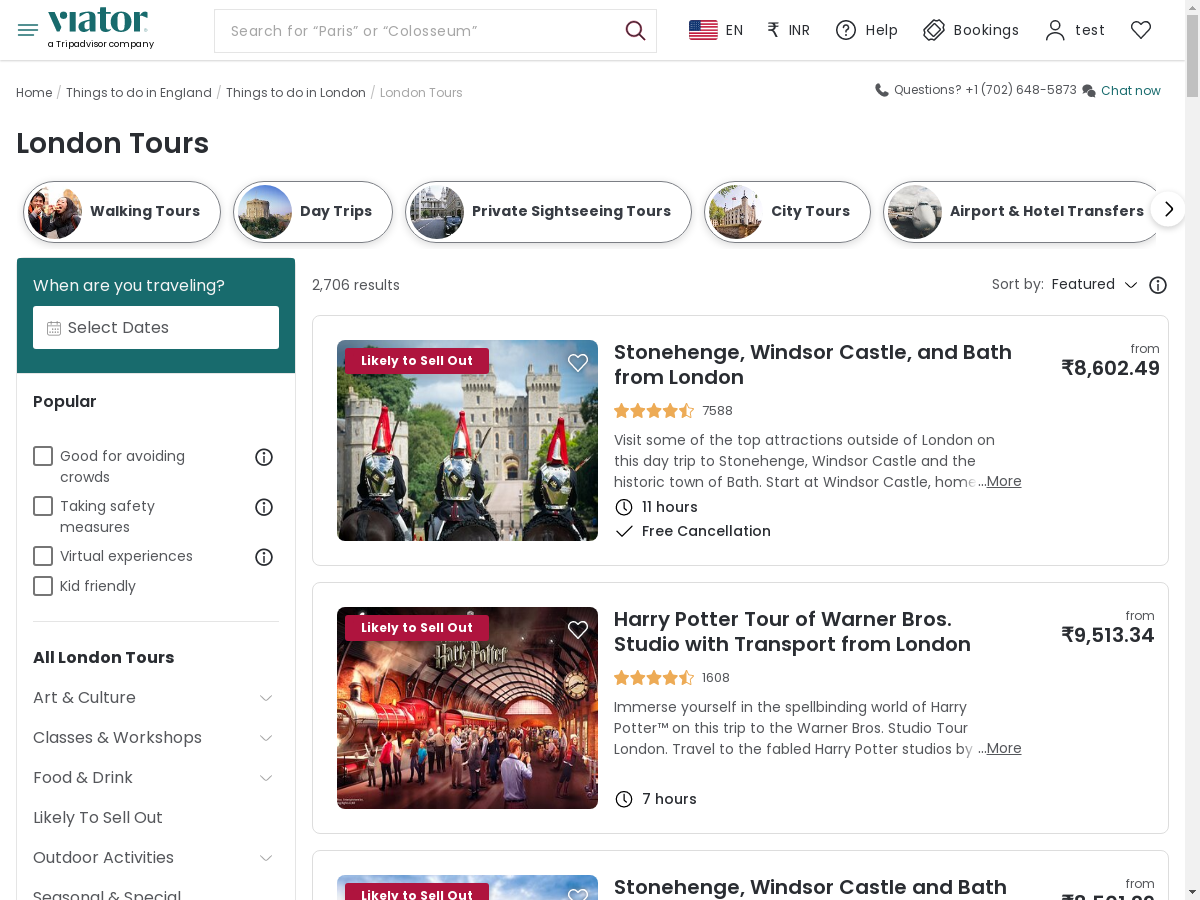 viator.
a Tripadvisor company
Search for “Paris” or “Colosseum”
EN
₹ INR
Help
Bookings
test
Home / Things to do in England / Things to do in London / London Tours
Questions? +1 (702) 648-5873 Chat now
London Tours
Walking Tours
Day Trips
Private Sightseeing Tours
City Tours
Airport & Hotel Transfers
When are you traveling?
Select Dates
Popular
Good for avoiding
crowds
Taking safety
measures
Virtual experiences
Kid friendly
All London Tours
Art & Culture
Classes & Workshops
Food & Drink
Likely To Sell Out
Outdoor Activities
Seasonal & Special
2,706 results
Sort by: Featured
Likely to Sell Out
Stonehenge, Windsor Castle, and Bath
from London
from
₹8,602.49
7588
Visit some of the top attractions outside of London on
this day trip to Stonehenge, Windsor Castle and the
historic town of Bath. Start at Windsor Castle, home ...More
11 hours
Free Cancellation
Likely to Sell Out
Harry Potter
Harry Potter Tour of Warner Bros.
Studio with Transport from London
from
₹9,513.34
1608
Immerse yourself in the spellbinding world of Harry
Potter™ on this trip to the Warner Bros. Studio Tour
London. Travel to the fabled Harry Potter studios by ...More
7 hours
Likely to Sell Out
Stonehenge, Windsor Castle and Bath
from